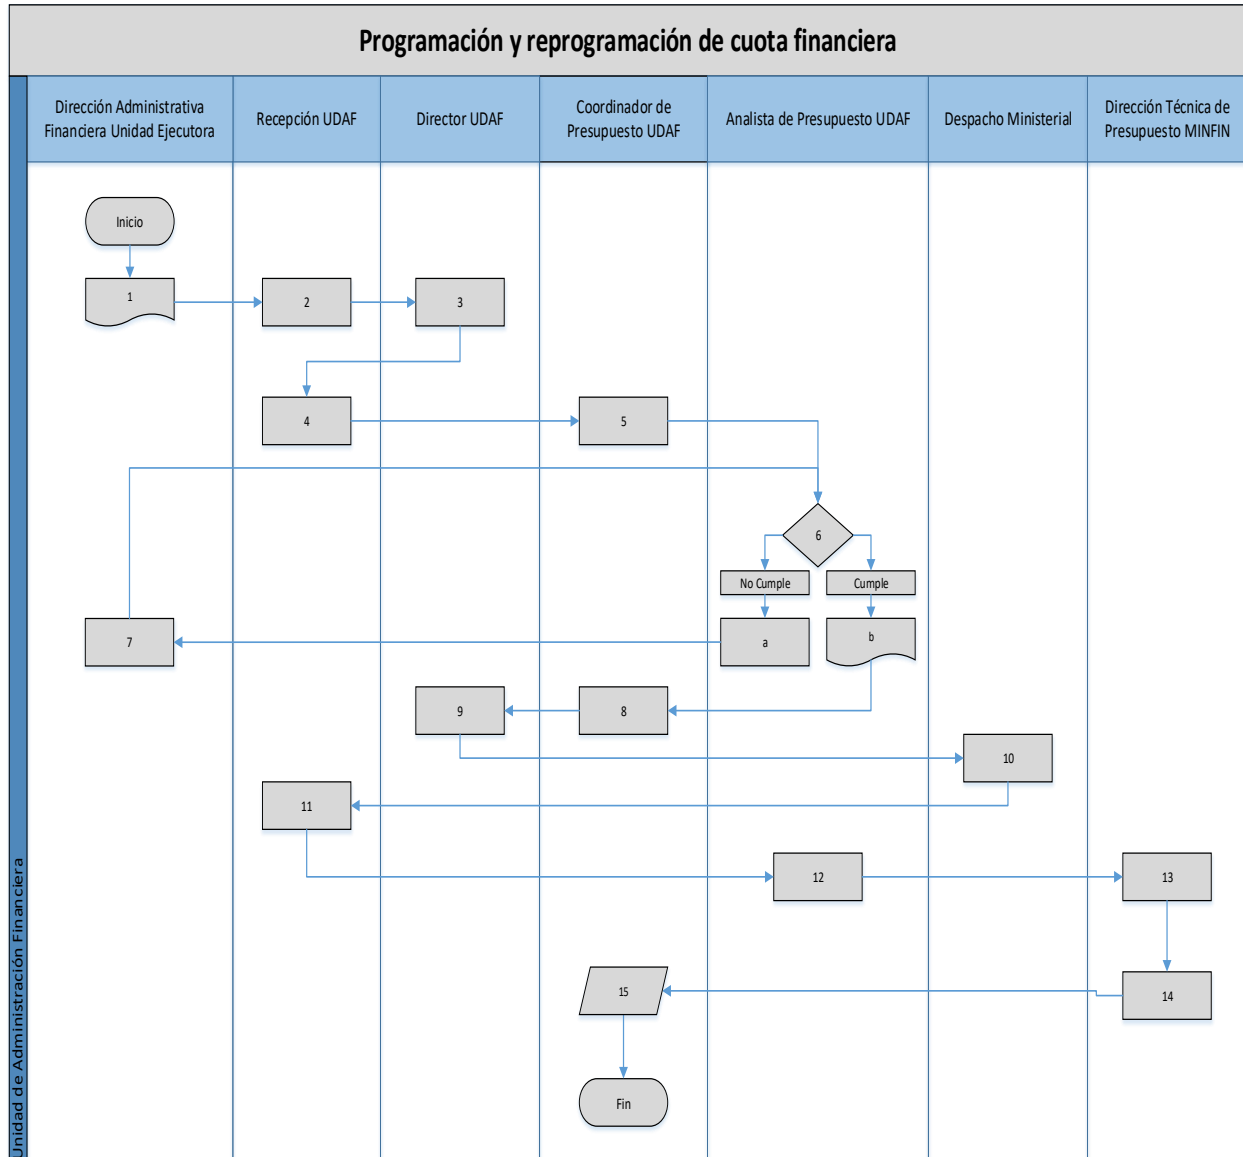 Programación y reprogramación de cuota financiera
Dirección Administrativa
Financiera Unidad Ejecutora
Recepción UDAF
Director UDAF
Coordinador de
Presupuesto UDAF
Analista de Presupuesto UDAF
Despacho Ministerial
Dirección Técnica de
Presupuesto MINFIN
Unidad de Administración Financiera
Inicio
1
2
3
4
5
6
No Cumple
Cumple
7
a
b
9
8
10
11
12
13
15
14
Fin